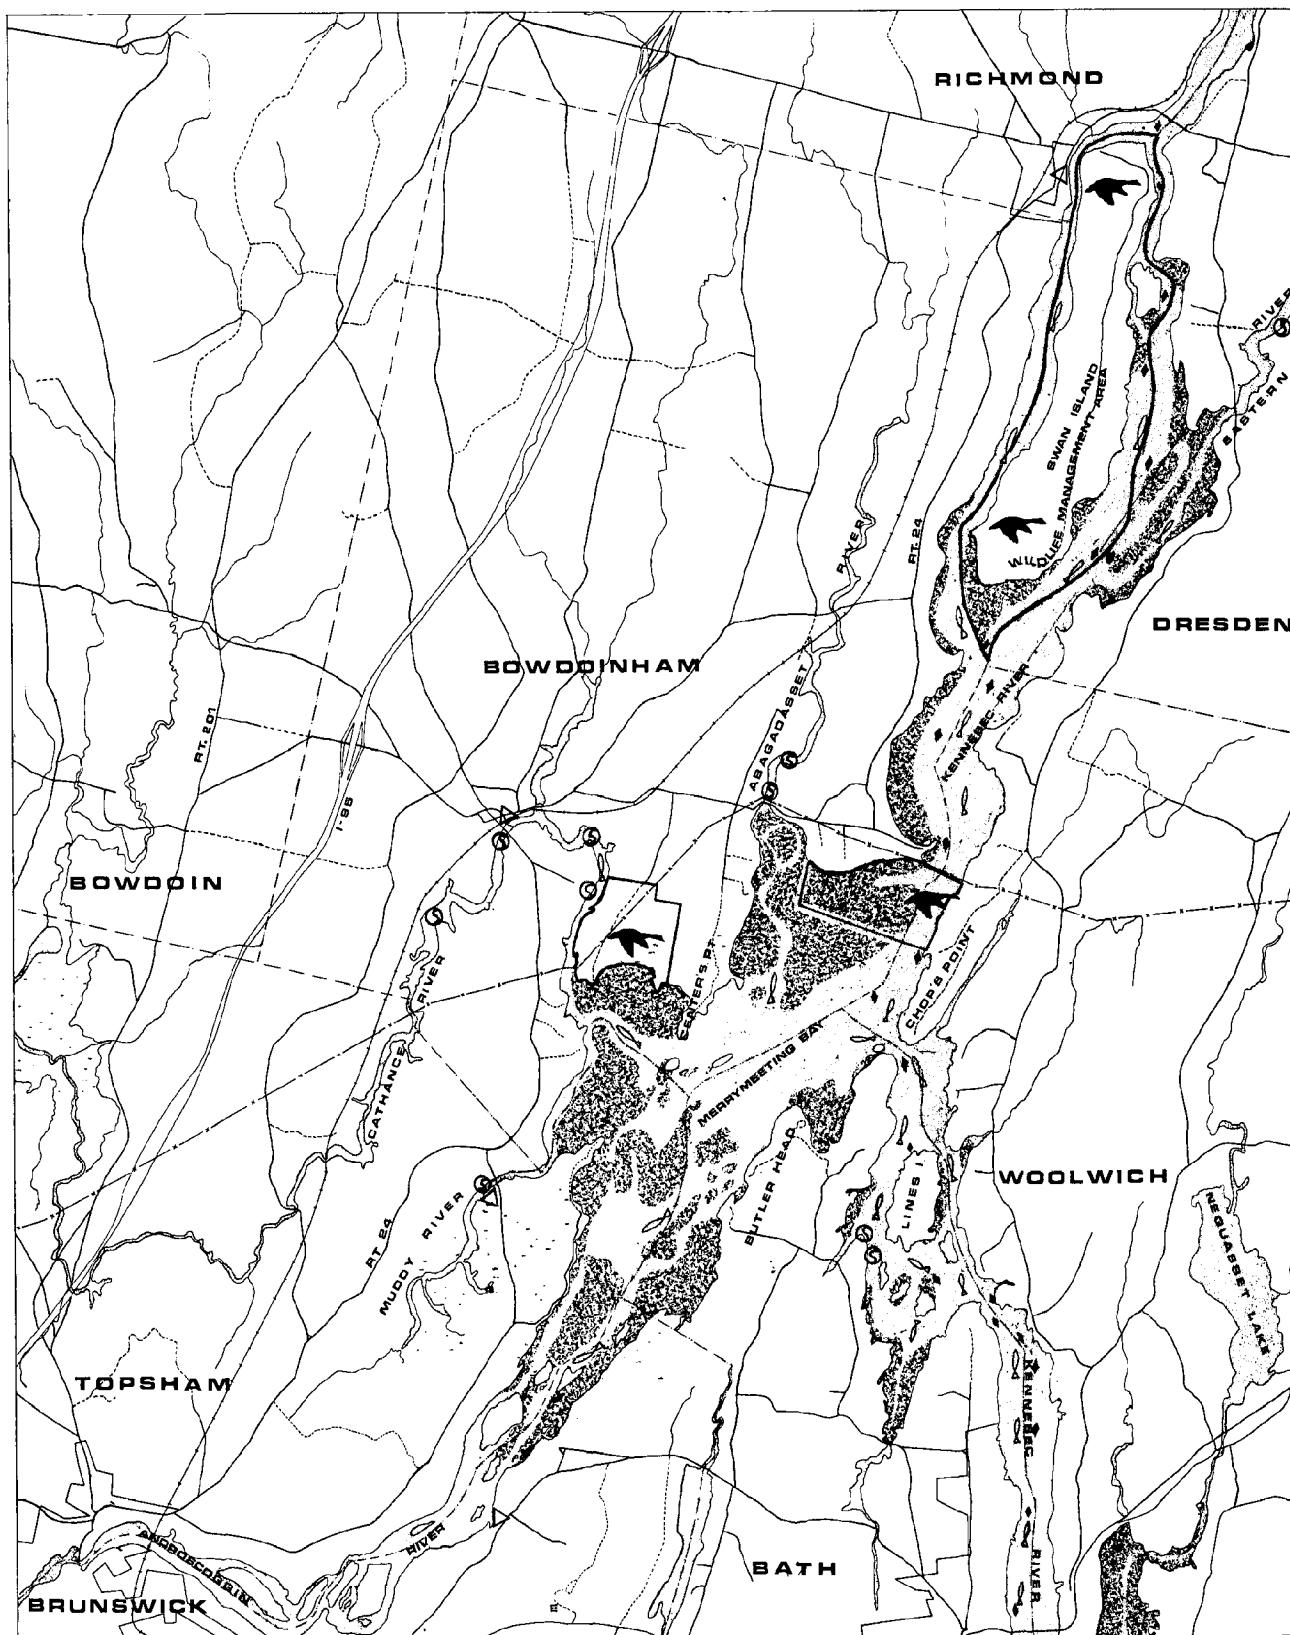 RICHMOND
RIVER
EASTERN
SWAN ISLAND
WILDLIFE MANAGEMENT AREA
RT. 24
RIVER
DRESDEN
BOWDOINHAM
ABAGADASSET
KENNEBEC RIVER
RT. 201
I-95
BOWDOIN
CENTER'S PT.
CHOP'S POINT
RIVER
CATHANCE
MERRYMEETING BAY
BUTLER HEAD
LINES I.
WOOLWICH
NEQUASSET LAKE
RT 24
MUDDY RIVER
TOPSHAM
KENNEBEC
RIVER
ANDROSCOGGIN
RIVER
BATH
BRUNSWICK